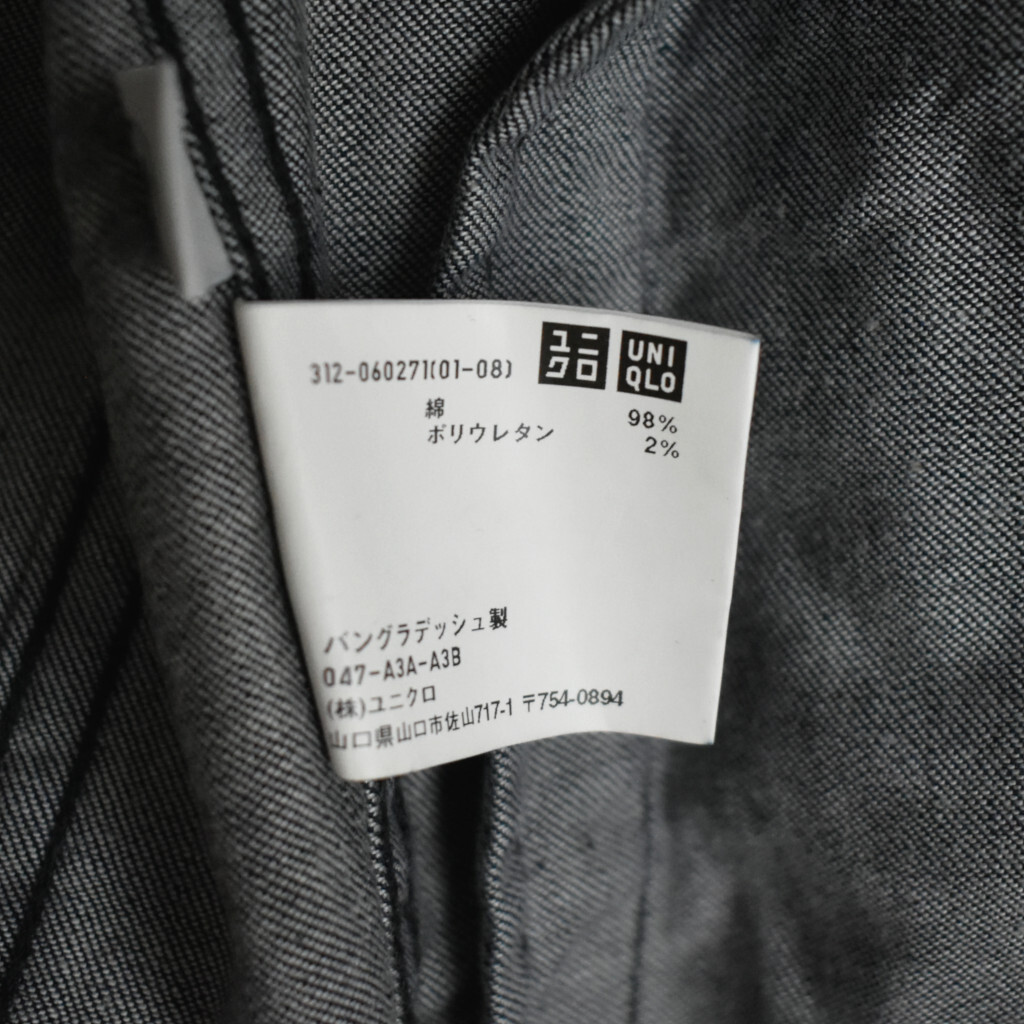 312-060271(01-08)
ユニクロ
UNIQLO
綿 98%
ポリウレタン 2%
バングラデッシュ製
047-A3A-A3B
(株)ユニクロ
山口県山口市佐山717-1 〒754-0894